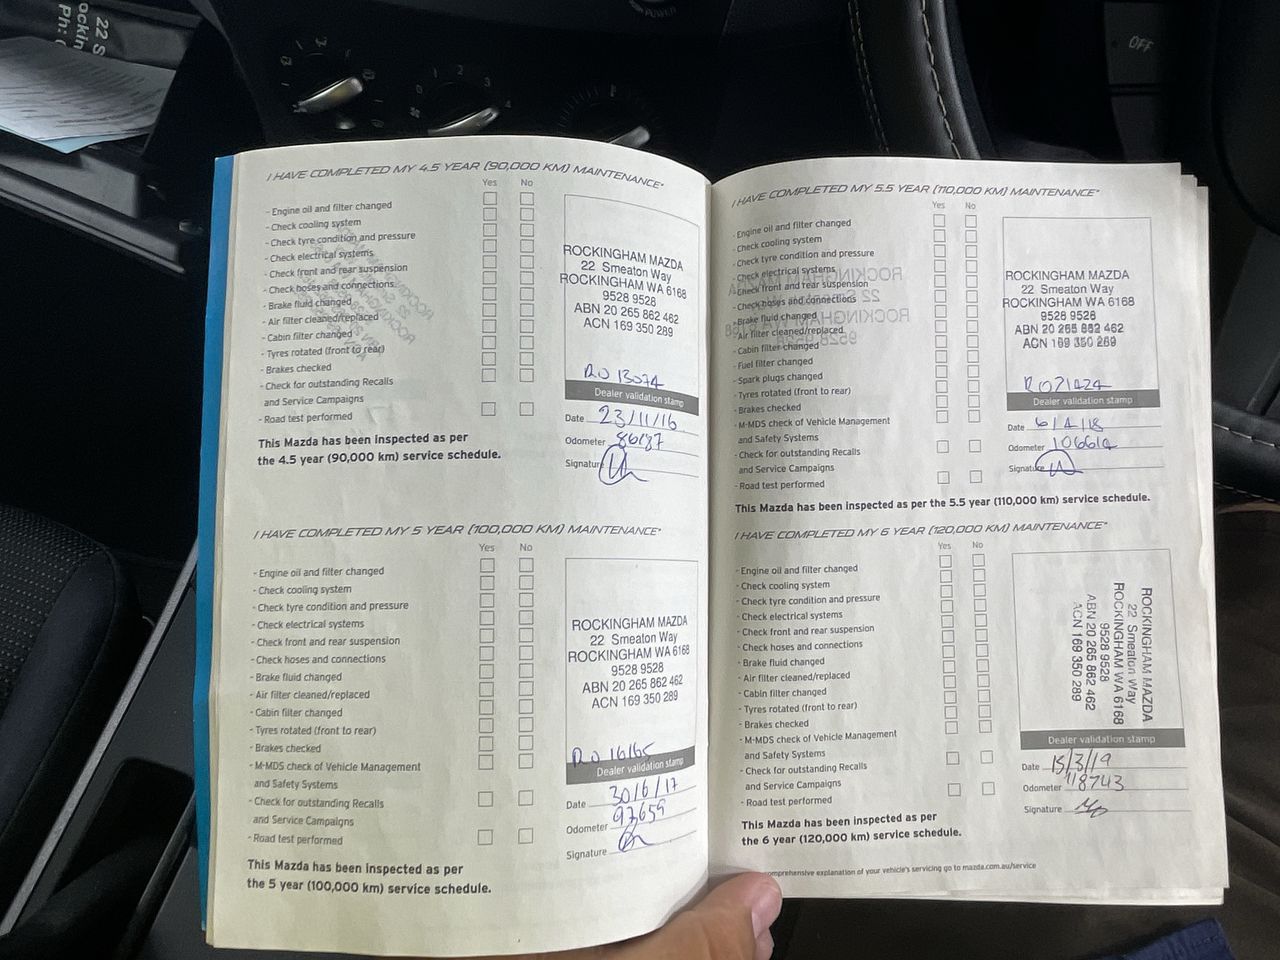 22 S
ockin
Ph:
POWER
OFF
I HAVE COMPLETED MY 4.5 YEAR (90,000 KM) MAINTENANCE*
Yes No
- Engine oil and filter changed
- Check cooling system
- Check tyre condition and pressure
- Check electrical systems
- Check front and rear suspension
- Check hoses and connections
- Brake fluid changed
- Air filter cleaned/replaced
- Cabin filter changed
- Tyres rotated (front to rear)
- Brakes checked
- Check for outstanding Recalls
and Service Campaigns
- Road test performed
This Mazda has been inspected as per
the 4.5 year (90,000 km) service schedule.
ROCKINGHAM MAZDA
22 Smeaton Way
ROCKINGHAM WA 6168
9528 9528
ABN 20 265 862 462
ACN 169 350 289
RO 13074
Dealer validation stamp
Date 23/11/16
Odometer 86187
Signature
I HAVE COMPLETED MY 5 YEAR (100,000 KM) MAINTENANCE*
Yes No
- Engine oil and filter changed
- Check cooling system
- Check tyre condition and pressure
- Check electrical systems
- Check front and rear suspension
- Check hoses and connections
- Brake fluid changed
- Air filter cleaned/replaced
- Cabin filter changed
- Tyres rotated (front to rear)
- Brakes checked
- M-MDS check of Vehicle Management
and Safety Systems
- Check for outstanding Recalls
and Service Campaigns
- Road test performed
This Mazda has been inspected as per
the 5 year (100,000 km) service schedule.
ROCKINGHAM MAZDA
22 Smeaton Way
ROCKINGHAM WA 6168
9528 9528
ABN 20 265 862 462
ACN 169 350 289
RO 16165
Dealer validation stamp
Date 30/6/17
Odometer 97659
Signature
I HAVE COMPLETED MY 5.5 YEAR (110,000 KM) MAINTENANCE*
Yes No
- Engine oil and filter changed
- Check cooling system
- Check tyre condition and pressure
- Check electrical systems
- Check front and rear suspension
- Check hoses and connections
- Brake fluid changed
- Air filter cleaned/replaced
- Cabin filter changed
- Fuel filter changed
- Spark plugs changed
- Tyres rotated (front to rear)
- Brakes checked
- M-MDS check of Vehicle Management
and Safety Systems
- Check for outstanding Recalls
and Service Campaigns
- Road test performed
This Mazda has been inspected as per the 5.5 year (110,000 km) service schedule.
ROCKINGHAM MAZDA
22 Smeaton Way
ROCKINGHAM WA 6168
9528 9528
ABN 20 265 862 462
ACN 169 350 289
RO21424
Dealer validation stamp
Date 6/4/18
Odometer
Signature
I HAVE COMPLETED MY 6 YEAR (120,000 KM) MAINTENANCE*
Yes No
- Engine oil and filter changed
- Check cooling system
- Check tyre condition and pressure
- Check electrical systems
- Check front and rear suspension
- Check hoses and connections
- Brake fluid changed
- Air filter cleaned/replaced
- Cabin filter changed
- Tyres rotated (front to rear)
- Brakes checked
- M-MDS check of Vehicle Management
and Safety Systems
- Check for outstanding Recalls
and Service Campaigns
- Road test performed
This Mazda has been inspected as per
the 6 year (120,000 km) service schedule.
ROCKINGHAM MAZDA
22 Smeaton Way
ROCKINGHAM WA 6168
9528 9528
ABN 20 265 862 462
ACN 169 350 289
Dealer validation stamp
Date 15/3/19
Odometer 118743
Signature
comprehensive explanation of your vehicle's servicing go to mazda.com.au/service